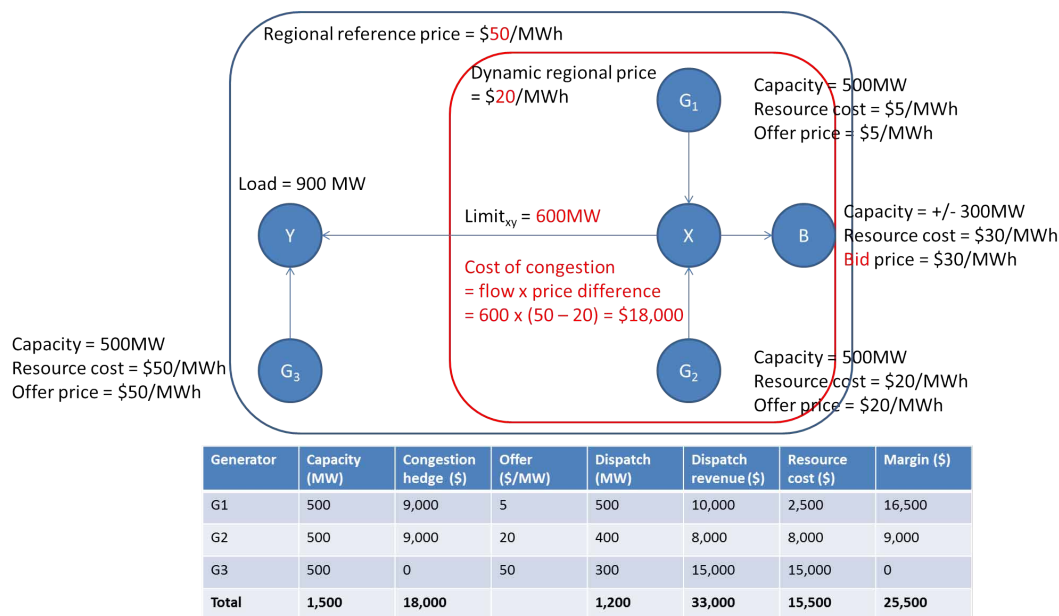 Regional reference price = $50/MWh
Dynamic regional price
= $20/MWh
G1
Capacity = 500MW
Resource cost = $5/MWh
Offer price = $5/MWh
Load = 900 MW
Y
Limitxy = 600MW
X
B
Capacity = +/- 300MW
Resource cost = $30/MWh
Bid price = $30/MWh
Cost of congestion
= flow x price difference
= 600 x (50 – 20) = $18,000
Capacity = 500MW
Resource cost = $50/MWh
Offer price = $50/MWh
G3
G2
Capacity = 500MW
Resource cost = $20/MWh
Offer price = $20/MWh
Generator Capacity (MW) Congestion hedge ($) Offer ($/MW) Dispatch (MW) Dispatch revenue ($) Resource cost ($) Margin ($)
G1 500 9,000 5 500 10,000 2,500 16,500
G2 500 9,000 20 400 8,000 8,000 9,000
G3 500 0 50 300 15,000 15,000 0
Total 1,500 18,000 1,200 33,000 15,500 25,500